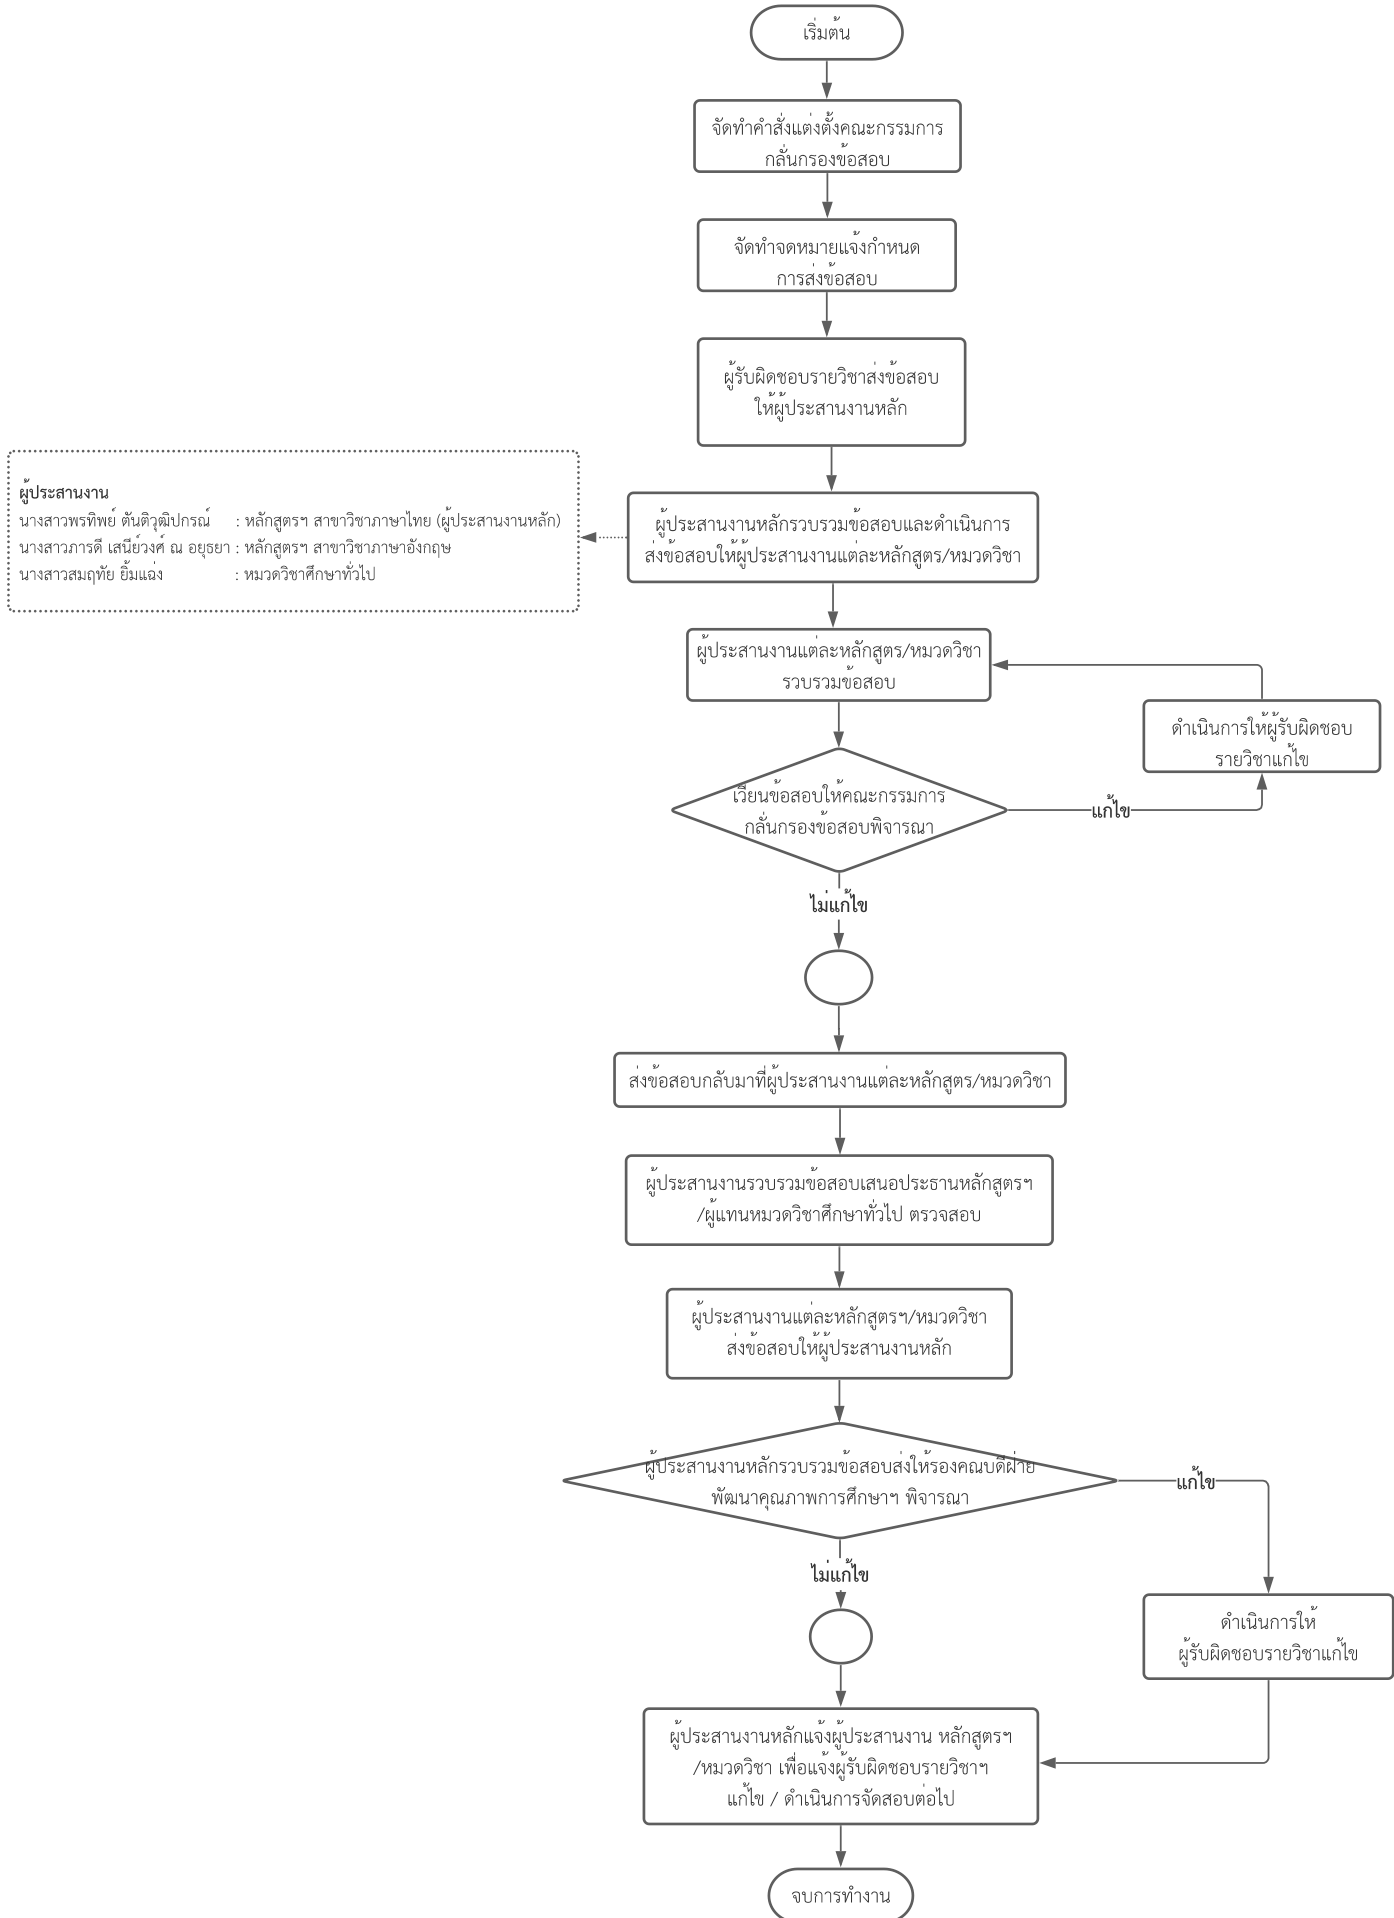 เริ่มต้น
จัดทำคำสั่งแต่งตั้งคณะกรรมการ
กลั่นกรองข้อสอบ
จัดทำจดหมายแจ้งกำหนด
การส่งข้อสอบ
ผู้รับผิดชอบรายวิชาส่งข้อสอบ
ให้ผู้ประสานงานหลัก
ผู้ประสานงาน
นางสาวพรทิพย์ ตันติวุฒิปกรณ์ : หลักสูตรฯ สาขาวิชาภาษาไทย (ผู้ประสานงานหลัก)
นางสาวภารดี เสนีย์วงศ์ ณ อยุธยา : หลักสูตรฯ สาขาวิชาภาษาอังกฤษ
นางสาวสมฤทัย ยิ้มแฉ่ง : หมวดวิชาศึกษาทั่วไป
ผู้ประสานงานหลักรวบรวมข้อสอบและดำเนินการ
ส่งข้อสอบให้ผู้ประสานงานแต่ละหลักสูตร/หมวดวิชา
ผู้ประสานงานแต่ละหลักสูตร/หมวดวิชา
รวบรวมข้อสอบ
ดำเนินการให้ผู้รับผิดชอบ
รายวิชาแก้ไข
เวียนข้อสอบให้คณะกรรมการ
กลั่นกรองข้อสอบพิจารณา
แก้ไข
ไม่แก้ไข
ส่งข้อสอบกลับมาที่ผู้ประสานงานแต่ละหลักสูตร/หมวดวิชา
ผู้ประสานงานรวบรวมข้อสอบเสนอประธานหลักสูตรฯ
/ผู้แทนหมวดวิชาศึกษาทั่วไป ตรวจสอบ
ผู้ประสานงานแต่ละหลักสูตรฯ/หมวดวิชา
ส่งข้อสอบให้ผู้ประสานงานหลัก
ผู้ประสานงานหลักรวบรวมข้อสอบส่งให้รองคณบดีฝ่าย
พัฒนาคุณภาพการศึกษาฯ พิจารณา
แก้ไข
ไม่แก้ไข
ดำเนินการให้
ผู้รับผิดชอบรายวิชาแก้ไข
ผู้ประสานงานหลักแจ้งผู้ประสานงาน หลักสูตรฯ
/หมวดวิชา เพื่อแจ้งผู้รับผิดชอบรายวิชาฯ
แก้ไข / ดำเนินการจัดสอบต่อไป
จบการทำงาน